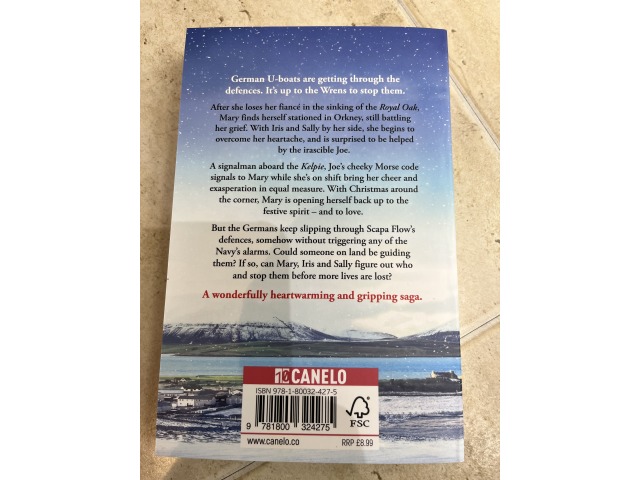 German U-boats are getting through the
defences. It's up to the Wrens to stop them.
After she loses her fiancé in the sinking of the Royal Oak,
Mary finds herself stationed in Orkney, still battling
her grief. With Iris and Sally by her side, she begins to
overcome her heartache, and is surprised to be helped
by the irascible Joe.
A signalman aboard the Kelpie, Joe's cheeky Morse code
signals to Mary while she's on shift bring her cheer and
exasperation in equal measure. With Christmas around
the corner, Mary is opening herself back up to the
festive spirit – and to love.
But the Germans keep slipping through Scapa Flow's
defences, somehow without triggering any of the
Navy's alarms. Could someone on land be guiding
them? If so, can Mary, Iris and Sally figure out who
and stop them before more lives are lost?
A wonderfully heartwarming and gripping saga.
10 CANELO
ISBN 978-1-80032-427-5
9 781800 324275
FSC
www.canelo.co
RRP £8.99